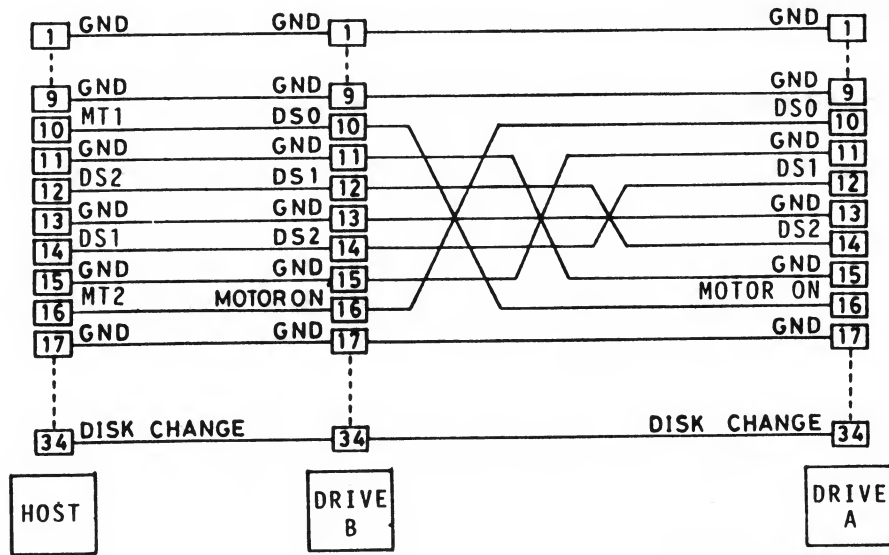 1 GND GND 1 GND 1
9 GND GND 9 GND 9
10 MT1 DS0 10 DS0 10
11 GND GND 11 GND 11
12 DS2 DS1 12 DS1 12
13 GND GND 13 GND 13
14 DS1 DS2 14 DS2 14
15 GND GND 15 GND 15
16 MT2 MOTOR ON 16 MOTOR ON 16
17 GND GND 17 GND 17
34 DISK CHANGE 34 DISK CHANGE 34
HOST
DRIVE
B
DRIVE
A